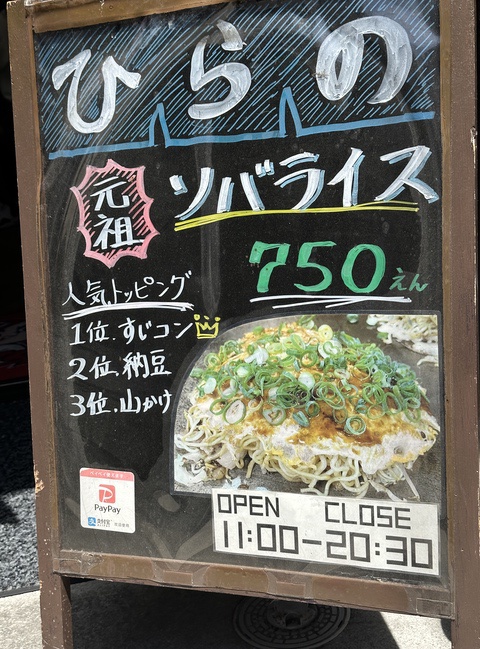 ひらの
元祖
ソバライス
750えん
人気トッピング
1位.すじコン
2位.納豆
3位.山かけ
PayPay
OPEN CLOSE
11:00-20:30